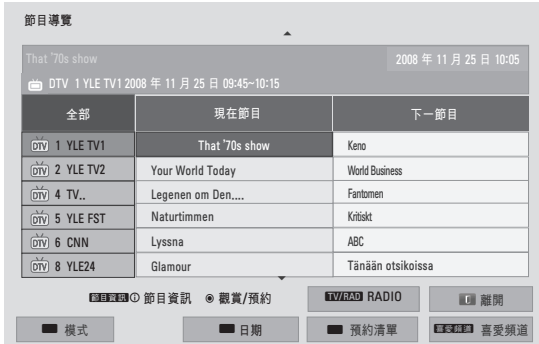 節目導覽
That '70s show 2008 年 11 月 25 日 10:05
DTV 1 YLE TV1 2008 年 11 月 25 日 09:45~10:15
全部 現在節目 下一節目
DTV 1 YLE TV1 That '70s show Keno
DTV 2 YLE TV2 Your World Today World Business
DTV 4 TV.. Legenen om Den.... Fantomen
DTV 5 YLE FST Naturtimmen Kritiskt
DTV 6 CNN Lyssna ABC
DTV 8 YLE24 Glamour Tänään otsikoissa
節目資訊 節目資訊 觀賞/預約 TV/RAD RADIO 離開
模式 日期 預約清單 喜愛頻道 喜愛頻道